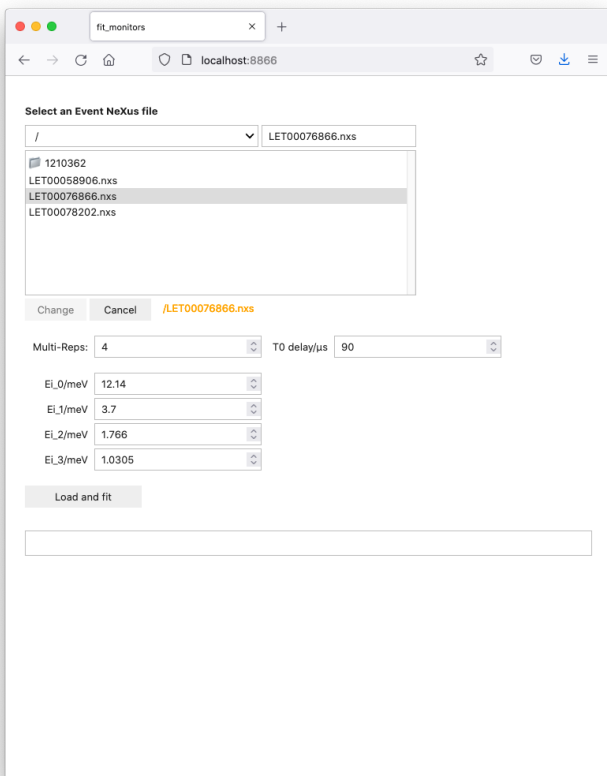 fit_monitors
localhost:8866
Select an Event NeXus file
/ LET00076866.nxs
1210362
LET00058906.nxs
LET00076866.nxs
LET00078202.nxs
Change Cancel /LET00076866.nxs
Multi-Reps: 4 T0 delay/µs 90
Ei_0/meV 12.14
Ei_1/meV 3.7
Ei_2/meV 1.766
Ei_3/meV 1.0305
Load and fit